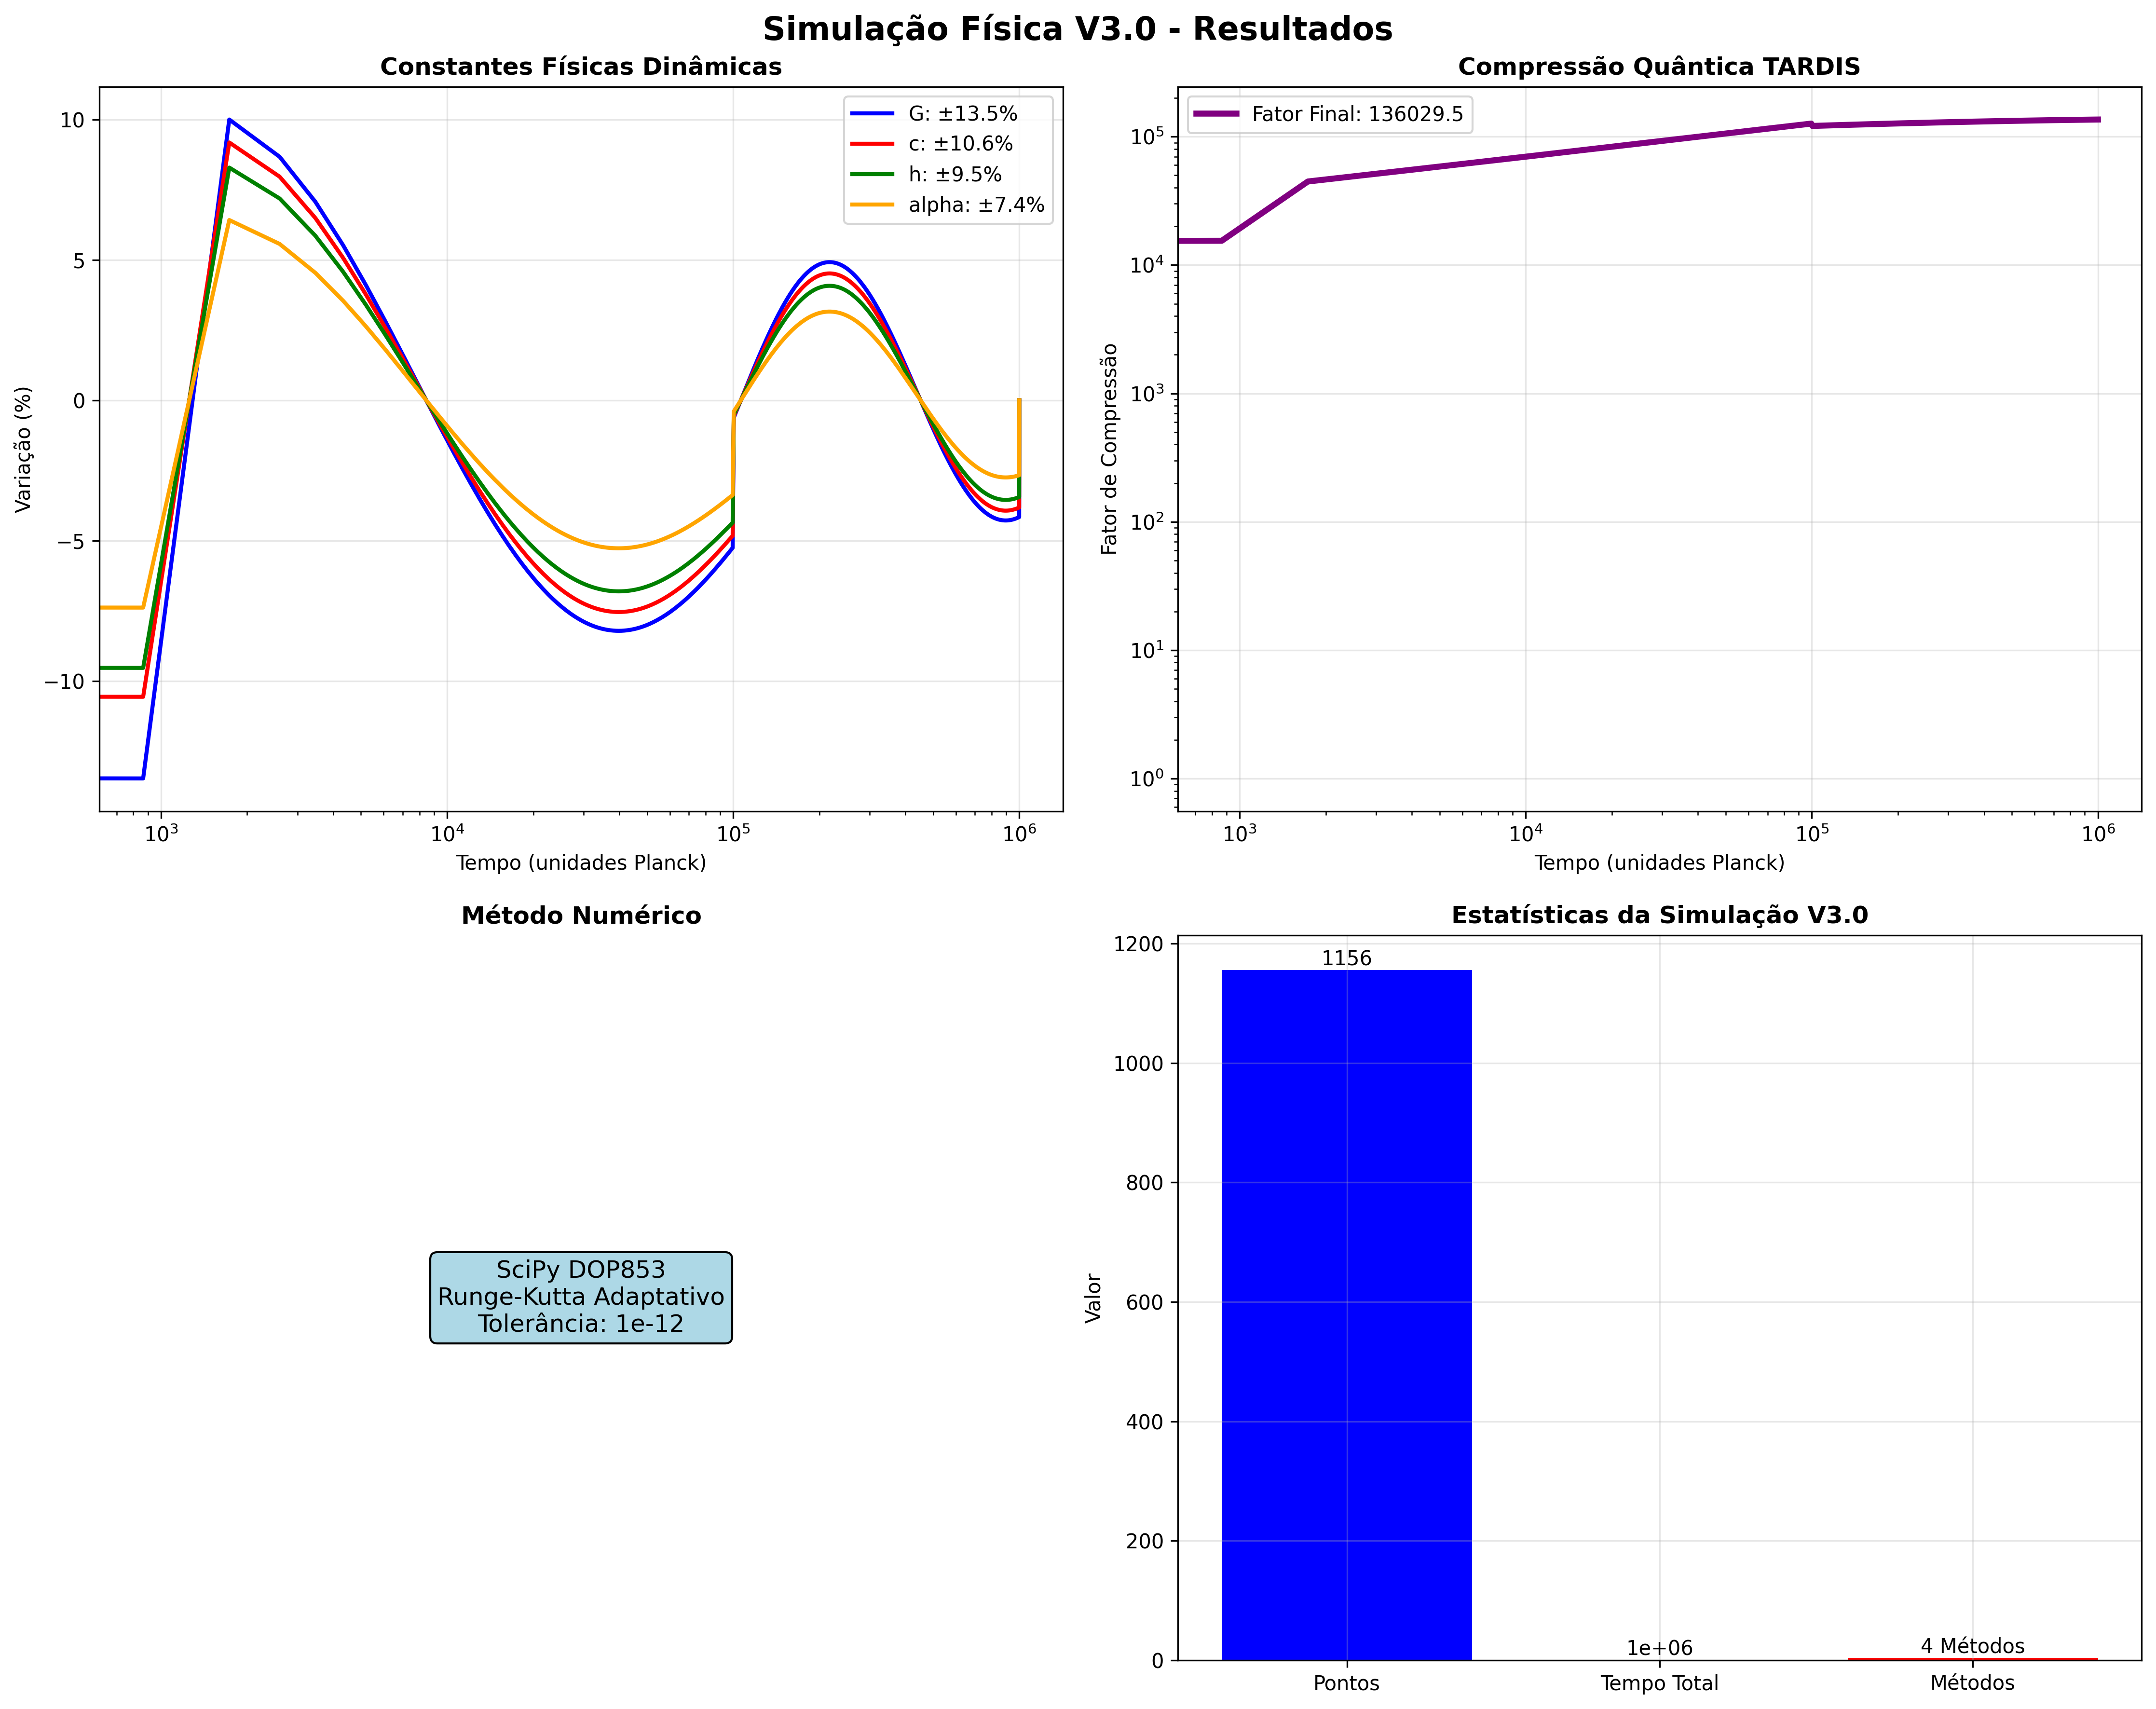 Simulação Física V3.0 - Resultados
Constantes Físicas Dinâmicas
Variação (%)
10
5
0
−5
−10
G: ±13.5%
c: ±10.6%
h: ±9.5%
alpha: ±7.4%
10³
10⁴
10⁵
10⁶
Tempo (unidades Planck)
Compressão Quântica TARDIS
Fator de Compressão
10⁵
10⁴
10³
10²
10¹
10⁰
Fator Final: 136029.5
10³
10⁴
10⁵
10⁶
Tempo (unidades Planck)
Método Numérico
SciPy DOP853
Runge-Kutta Adaptativo
Tolerância: 1e-12
Estatísticas da Simulação V3.0
Valor
1200
1000
800
600
400
200
0
1156
1e+06
4 Métodos
Pontos
Tempo Total
Métodos